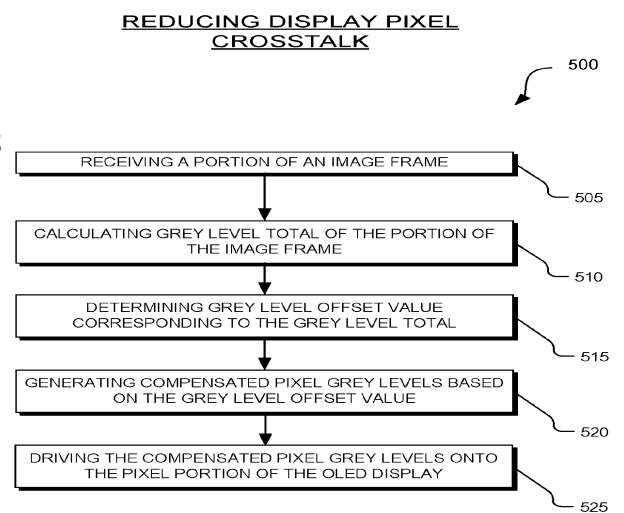 REDUCING DISPLAY PIXEL
CROSSTALK
500
RECEIVING A PORTION OF AN IMAGE FRAME
505
CALCULATING GREY LEVEL TOTAL OF THE PORTION OF
THE IMAGE FRAME
510
DETERMINING GREY LEVEL OFFSET VALUE
CORRESPONDING TO THE GREY LEVEL TOTAL
515
GENERATING COMPENSATED PIXEL GREY LEVELS BASED
ON THE GREY LEVEL OFFSET VALUE
520
DRIVING THE COMPENSATED PIXEL GREY LEVELS ONTO
THE PIXEL PORTION OF THE OLED DISPLAY
525